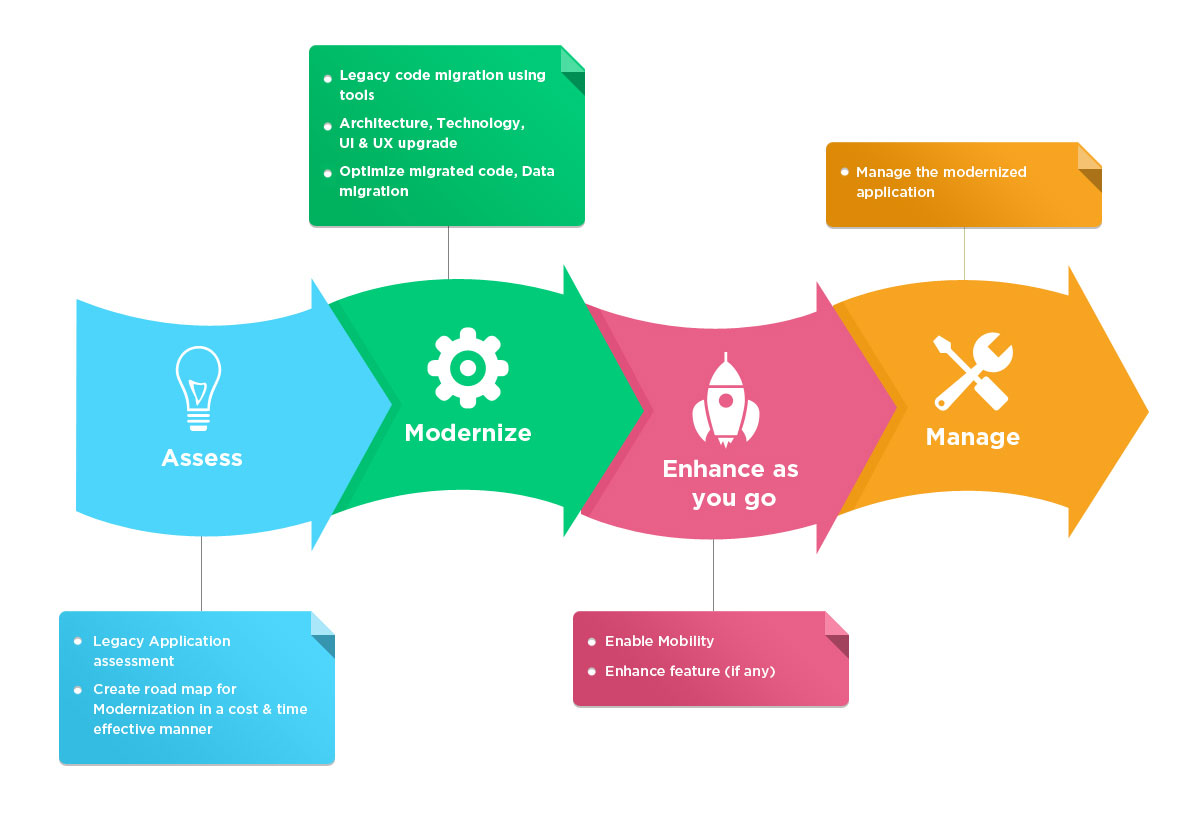 Legacy code migration using
tools
Architecture, Technology,
UI & UX upgrade
Optimize migrated code, Data
migration
Manage the modernized
application
Assess
Modernize
Enhance as
you go
Manage
Legacy Application
assessment
Create road map for
Modernization in a cost & time
effective manner
Enable Mobility
Enhance feature (if any)